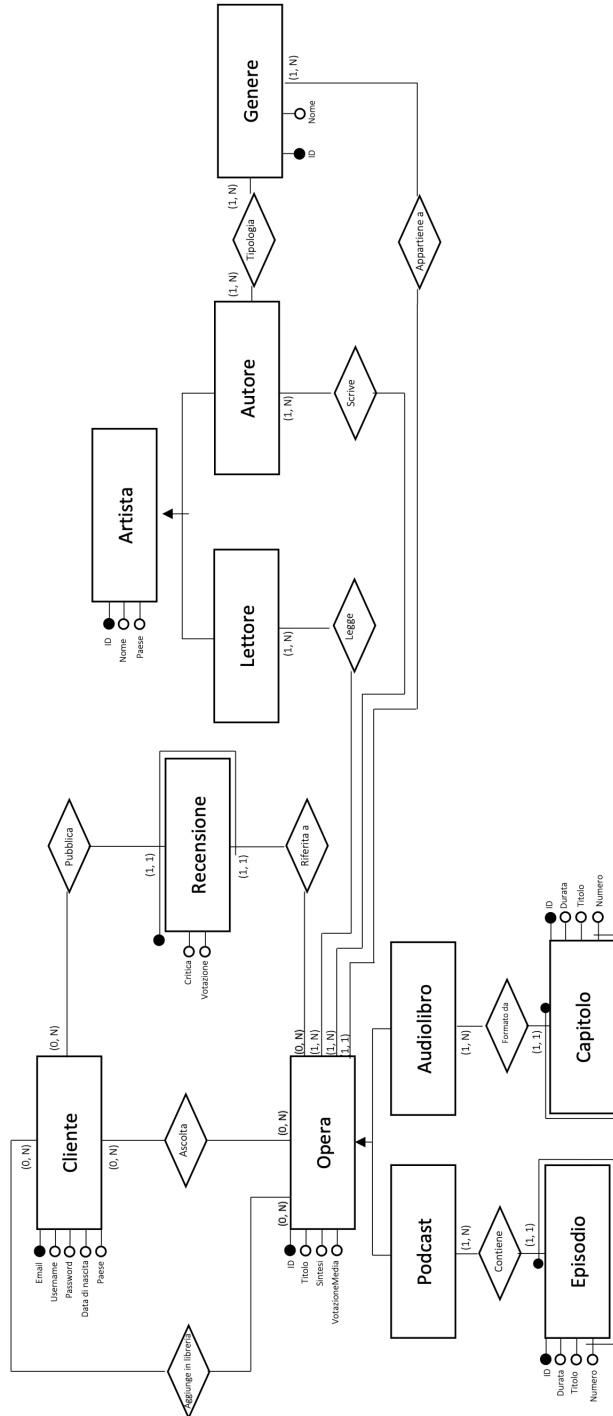 Genere
(1, N)
Nome
ID
(1, N)
Tipologia
(1, N)
Appartiene a
Autore
(1, N)
Scrive
Artista
ID
Nome
Paese
Lettore
(1, N)
Legge
Pubblica
(1, 1)
Recensione
(1, 1)
Riferita a
Critica
Votazione
(0, N)
(0, N)
Cliente
(0, N)
(0, N)
Email
Username
Password
Data di nascita
Paese
Ascolta
Aggiunge in libreria
(0, N)
(1, N)
(1, N)
(1, 1)
(0, N)
Opera
(0, N)
ID
Titolo
Sintesi
VotazioneMedia
Audiolibro
(1, N)
Formato da
(1, 1)
Capitolo
ID
Durata
Titolo
Numero
Podcast
(1, N)
Contiene
(1, 1)
Episodio
ID
Durata
Titolo
Numero